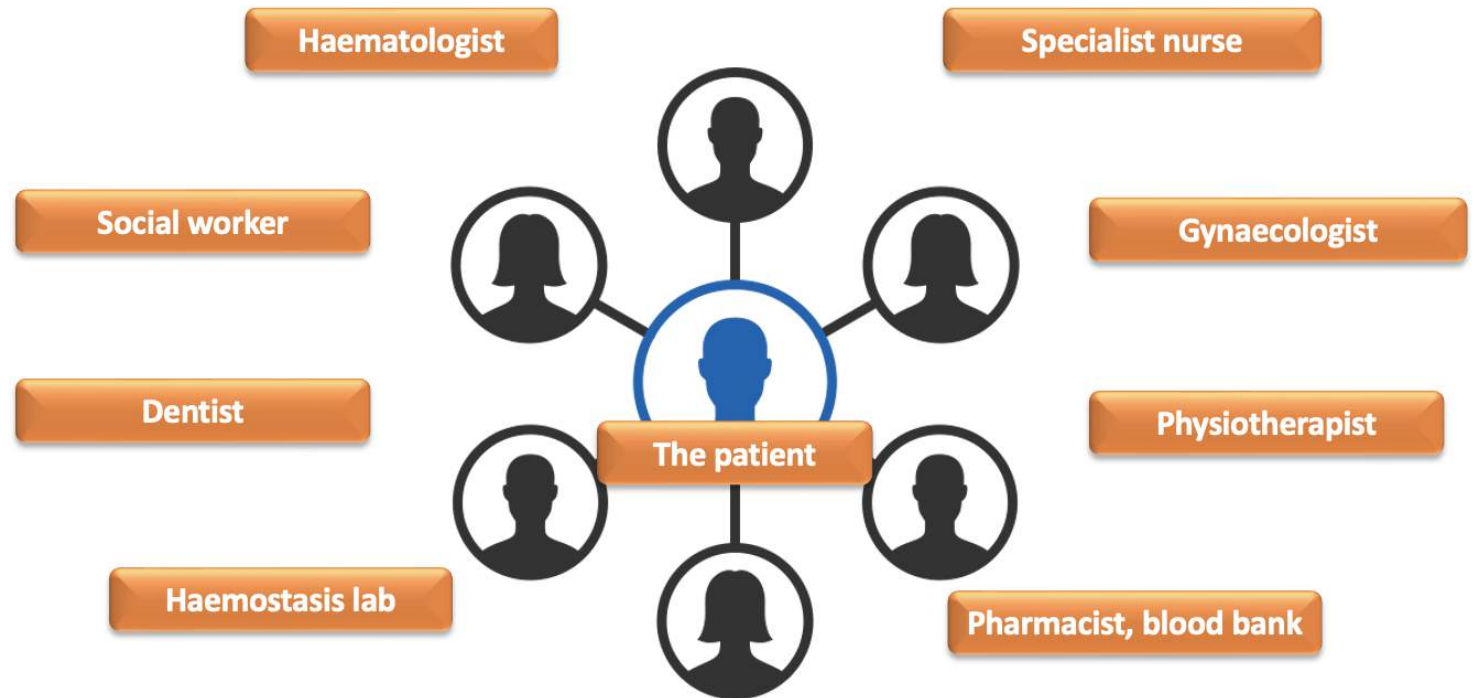 Haematologist
Specialist nurse
Social worker
Gynaecologist
Dentist
Physiotherapist
The patient
Haemostasis lab
Pharmacist, blood bank